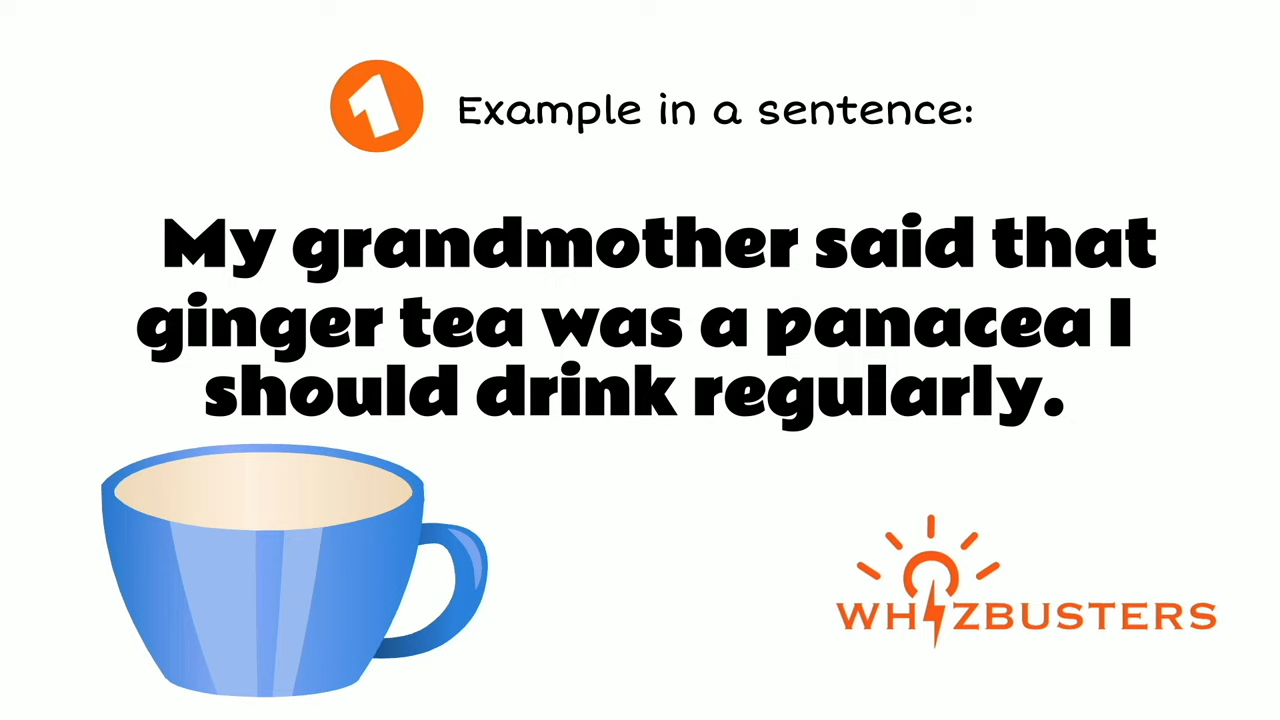 1
Example in a sentence:
My grandmother said that
ginger tea was a panacea I
should drink regularly.
WHIZBUSTERS